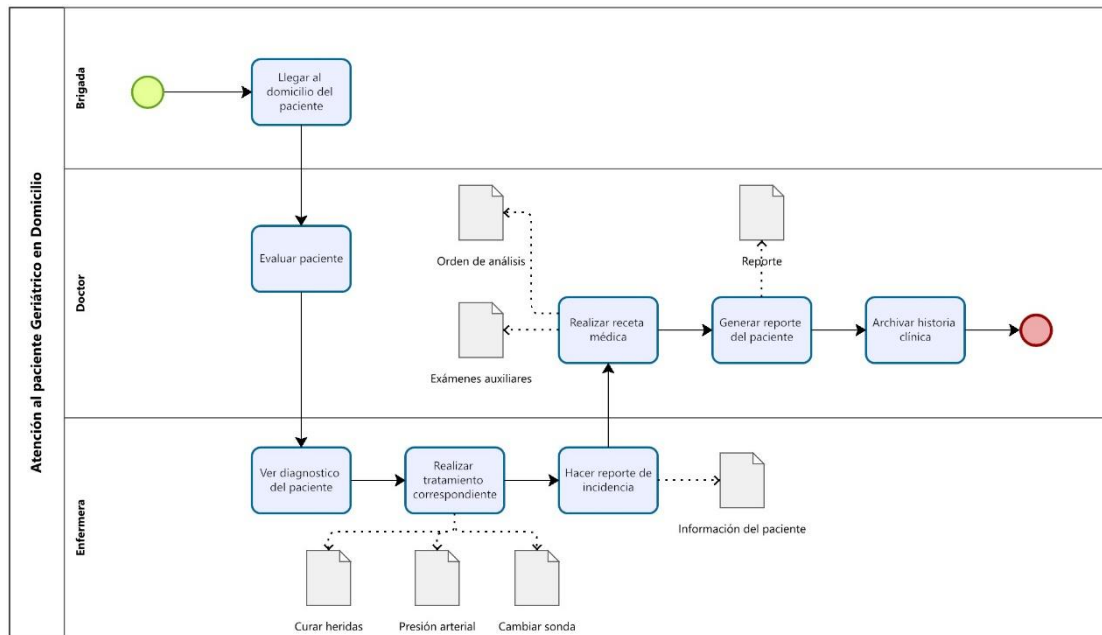 Atención al paciente Geriátrico en Domicilio
Brigada
Llegar al
domicilio del
paciente
Doctor
Evaluar paciente
Orden de análisis
Exámenes auxiliares
Realizar receta
médica
Reporte
Generar reporte
del paciente
Archivar historia
clínica
Enfermera
Ver diagnostico
del paciente
Realizar
tratamiento
correspondiente
Hacer reporte de
incidencia
Información del paciente
Curar heridas
Presión arterial
Cambiar sonda